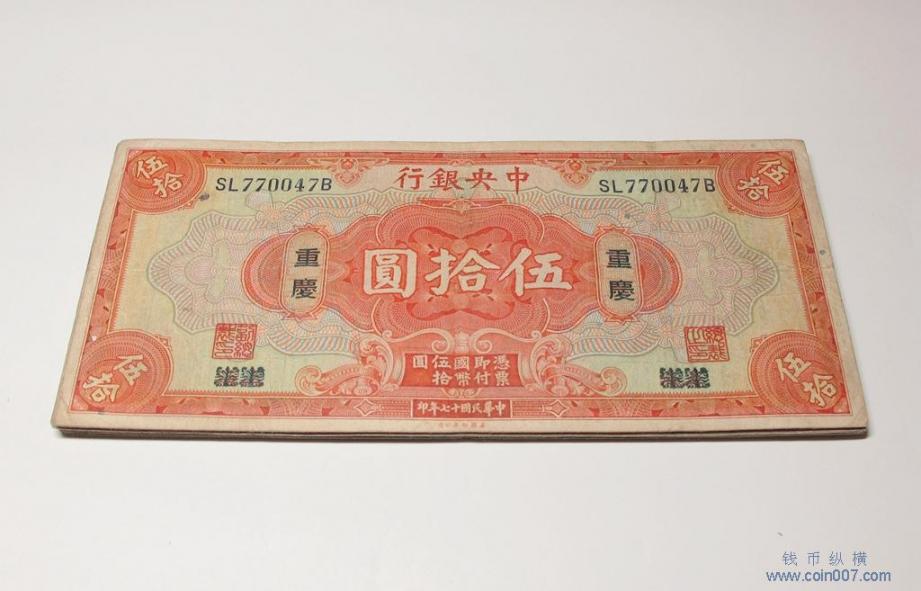 中央銀行
SL770047B
SL770047B
伍拾
伍拾
重慶
伍拾圓
重慶
憑票即付國幣伍拾圓
伍拾
伍拾
中華民國十七年印
钱币纵横
www.coin007.com